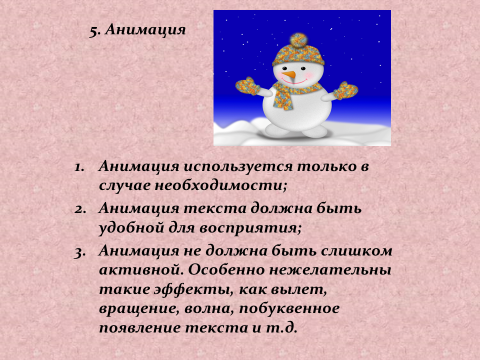 5. Анимация
1. Анимация используется только в
случае необходимости;
2. Анимация текста должна быть
удобной для восприятия;
3. Анимация не должна быть слишком
активной. Особенно нежелательны
такие эффекты, как вылет,
вращение, волна, побуквенное
появление текста и т.д.